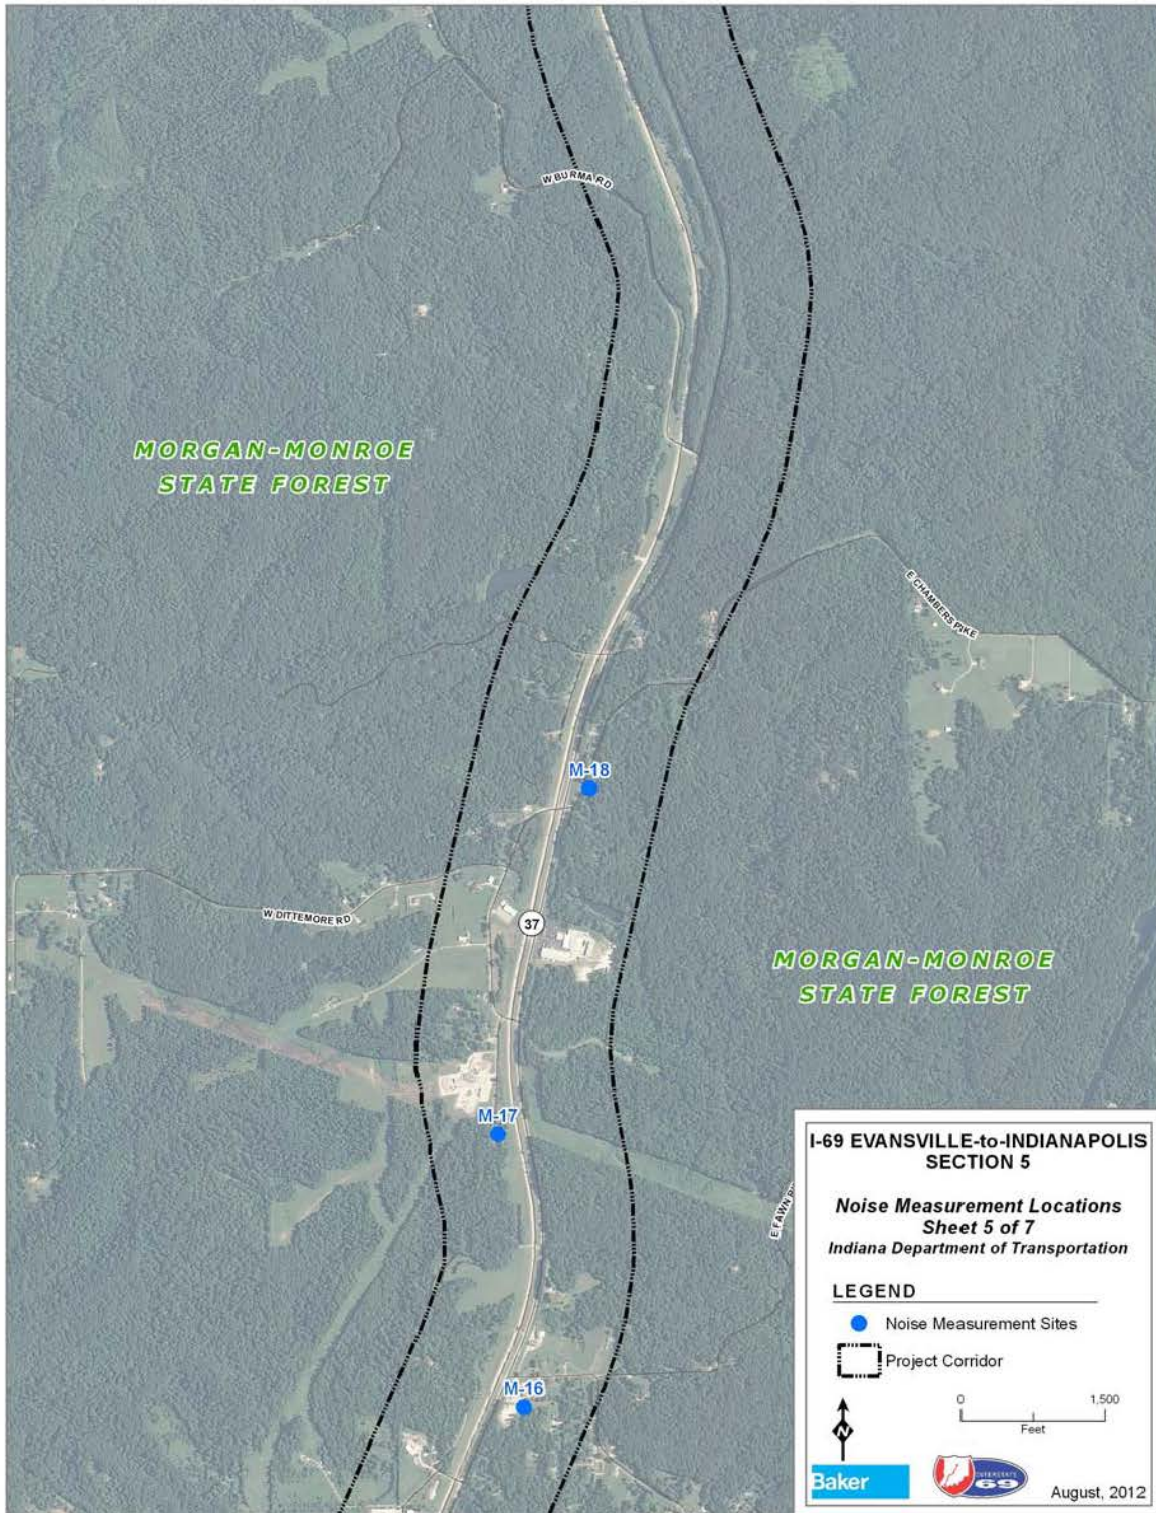 W BURMA RD
MORGAN-MONROE
STATE FOREST
E CHAMBERS PIKE
M-18
W DITTEMORE RD
37
MORGAN-MONROE
STATE FOREST
M-17
E FAWN
M-16
I-69 EVANSVILLE-to-INDIANAPOLIS
SECTION 5
Noise Measurement Locations
Sheet 5 of 7
Indiana Department of Transportation
LEGEND
Noise Measurement Sites
Project Corridor
0 1,500
Feet
N
Baker
INTERSTATE
69
August, 2012